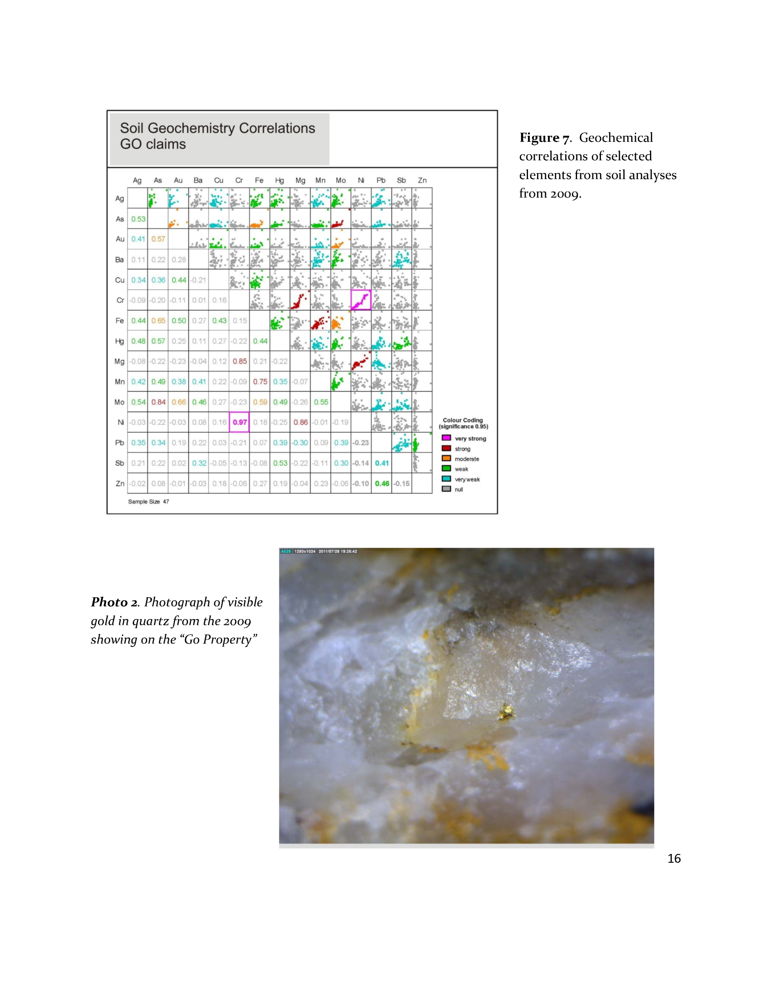 Soil Geochemistry Correlations
GO claims
Figure 7. Geochemical
correlations of selected
elements from soil analyses
from 2009.
Ag As Au Ba Cu Cr Fe Hg Mg Mn Mo Ni Pb Sb Zn
Ag
As 0.53
Au 0.41 0.57
Ba 0.11 0.22 0.28
Cu 0.34 0.36 0.44 -0.21
Cr -0.09 -0.20 -0.11 0.01 0.16
Fe 0.44 0.65 0.50 0.27 0.43 0.15
Hg 0.48 0.57 0.25 0.11 0.27 -0.22 0.44
Mg -0.08 -0.22 -0.23 -0.04 0.12 0.85 0.21 -0.22
Mn 0.42 0.49 0.38 0.41 0.22 -0.09 0.75 0.35 -0.07
Mo 0.54 0.84 0.66 0.46 0.27 -0.23 0.59 0.49 -0.26 0.55
Ni -0.03 -0.22 -0.03 0.08 0.16 0.97 0.18 -0.25 0.86 -0.01 -0.19
Pb 0.35 0.34 0.19 0.22 0.03 -0.21 0.07 0.39 -0.30 0.09 0.39 -0.23
Sb 0.21 0.22 0.02 0.32 -0.05 -0.13 -0.08 0.53 -0.22 -0.11 0.30 -0.14 0.41
Zn -0.02 0.08 -0.01 -0.03 0.18 -0.06 0.27 0.19 -0.04 0.23 -0.06 -0.10 0.46 -0.15
Colour Coding
(significance 0.95)
very strong
strong
moderate
weak
very weak
null
Sample Size 47
A029 1280x1024 2011/07/28 19:26:42
Photo 2. Photograph of visible
gold in quartz from the 2009
showing on the “Go Property”
16